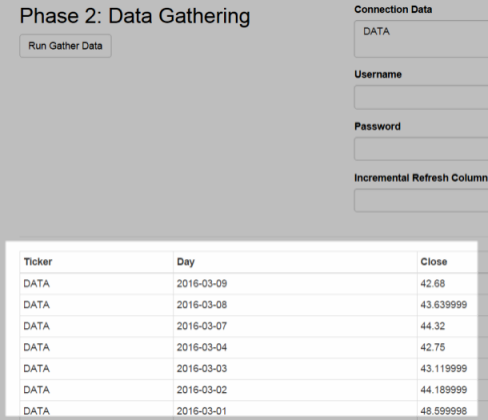 Phase 2: Data Gathering
Run Gather Data
Connection Data
DATA
Username
Password
Incremental Refresh Column
Ticker Day Close
DATA 2016-03-09 42.68
DATA 2016-03-08 43.639999
DATA 2016-03-07 44.32
DATA 2016-03-04 42.75
DATA 2016-03-03 43.119999
DATA 2016-03-02 44.189999
DATA 2016-03-01 48.599998